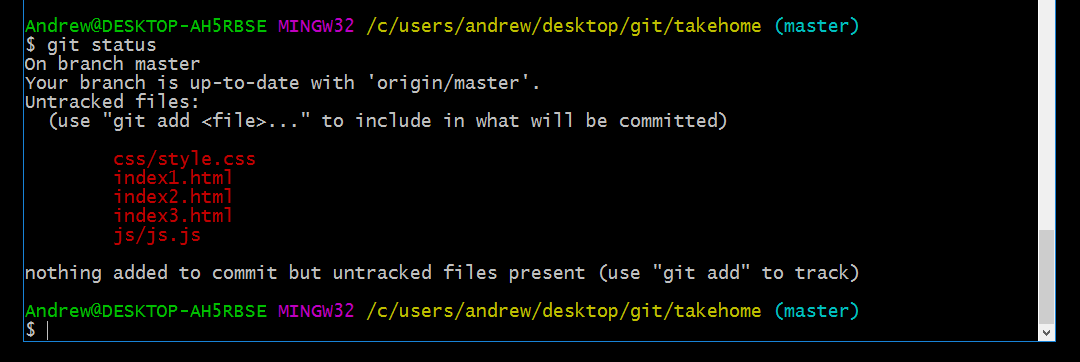 Andrew@DESKTOP-AH5RBSE MINGW32 /c/users/andrew/desktop/git/takehome (master)
$ git status
On branch master
Your branch is up-to-date with 'origin/master'.
Untracked files:
  (use "git add <file>..." to include in what will be committed)

        css/style.css
        index1.html
        index2.html
        index3.html
        js/js.js

nothing added to commit but untracked files present (use "git add" to track)

Andrew@DESKTOP-AH5RBSE MINGW32 /c/users/andrew/desktop/git/takehome (master)
$